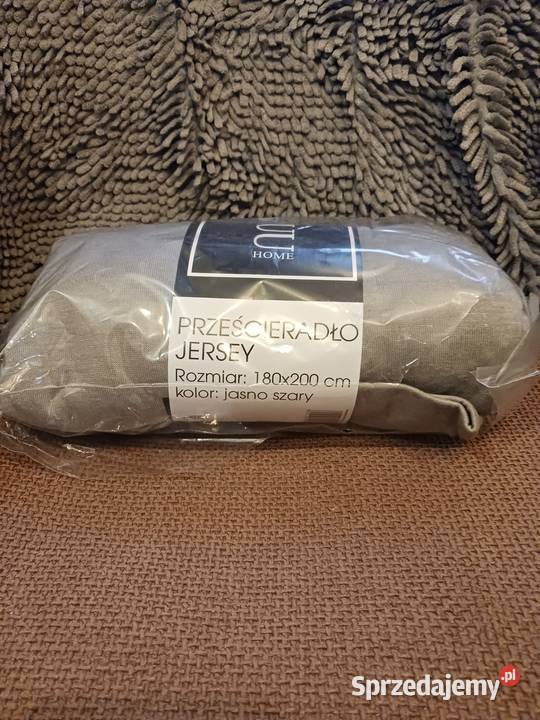 HOME
PRZEŚCIERADŁO
JERSEY
Rozmiar: 180x200 cm
kolor: jasno szary
Sprzedajemy.pl